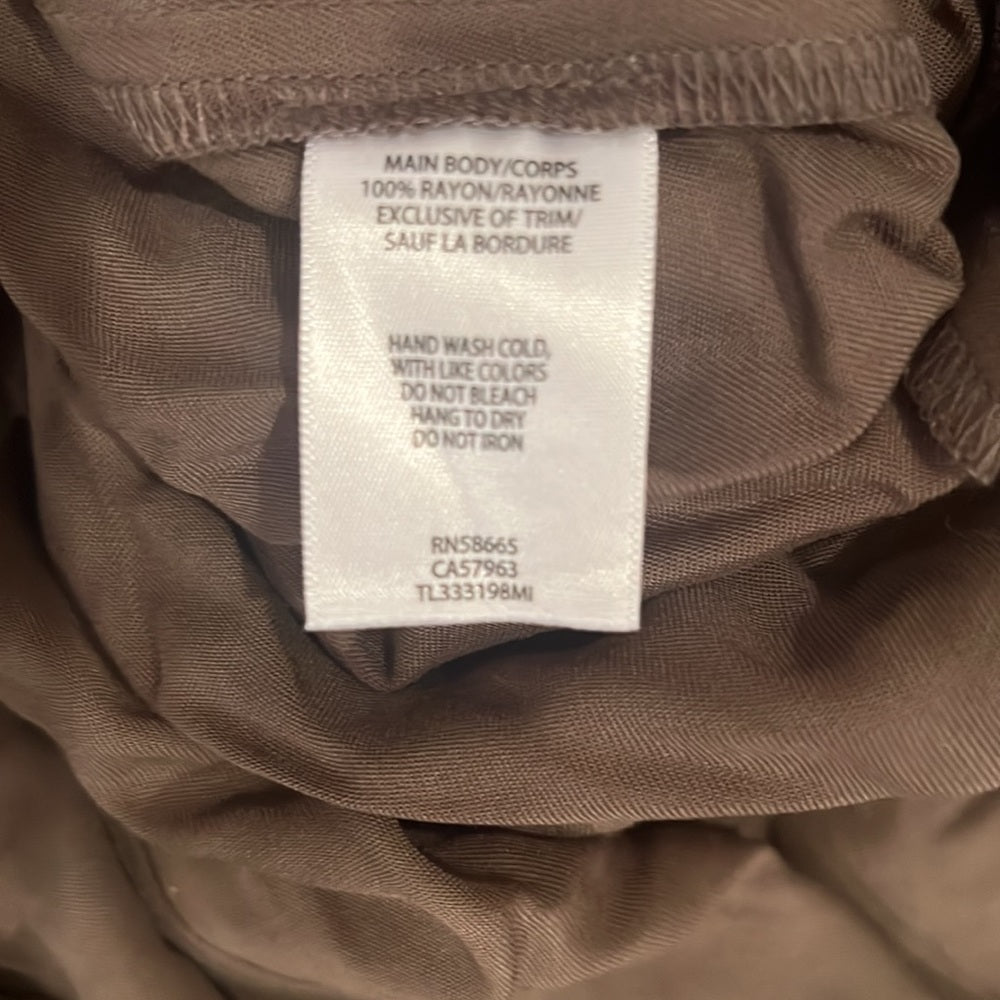 MAIN BODY/CORPS
100% RAYON/RAYONNE
EXCLUSIVE OF TRIM/
SAUF LA BORDURE
HAND WASH COLD,
WITH LIKE COLORS
DO NOT BLEACH
HANG TO DRY
DO NOT IRON
RN58665
CA57963
TL333198MI